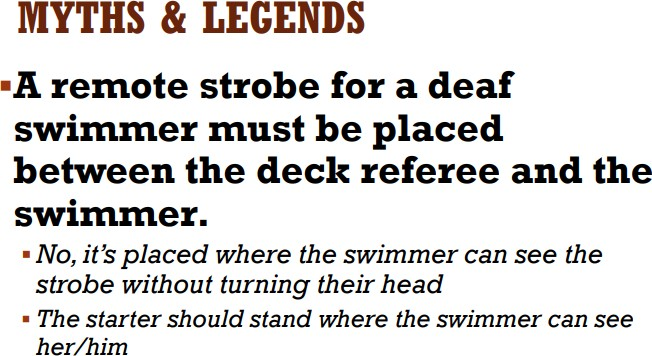 MYTHS & LEGENDS
▪A remote strobe for a deaf
swimmer must be placed
between the deck referee and the
swimmer.
▪ No, it’s placed where the swimmer can see the
strobe without turning their head
▪ The starter should stand where the swimmer can see
her/him